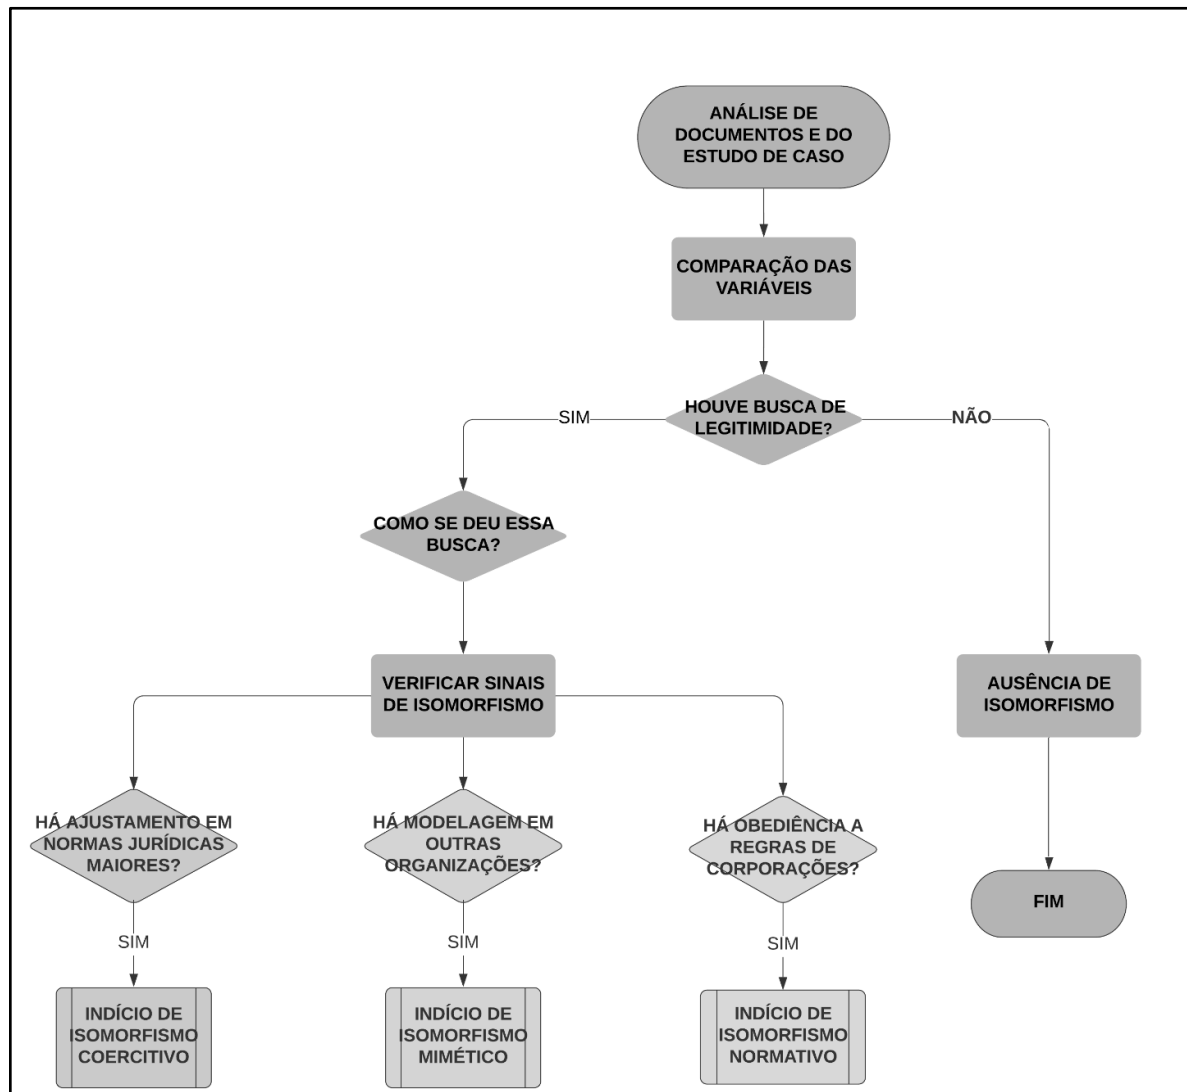 ANÁLISE DE
DOCUMENTOS E DO
ESTUDO DE CASO
COMPARAÇÃO DAS
VARIÁVEIS
HOUVE BUSCA DE
LEGITIMIDADE?
SIM
NÃO
COMO SE DEU ESSA
BUSCA?
VERIFICAR SINAIS
DE ISOMORFISMO
AUSÊNCIA DE
ISOMORFISMO
HÁ AJUSTAMENTO EM
NORMAS JURÍDICAS
MAIORES?
HÁ MODELAGEM EM
OUTRAS
ORGANIZAÇÕES?
HÁ OBEDIÊNCIA A
REGRAS DE
CORPORAÇÕES?
FIM
SIM
SIM
SIM
INDÍCIO DE
ISOMORFISMO
COERCITIVO
INDÍCIO DE
ISOMORFISMO
MIMÉTICO
INDÍCIO DE
ISOMORFISMO
NORMATIVO